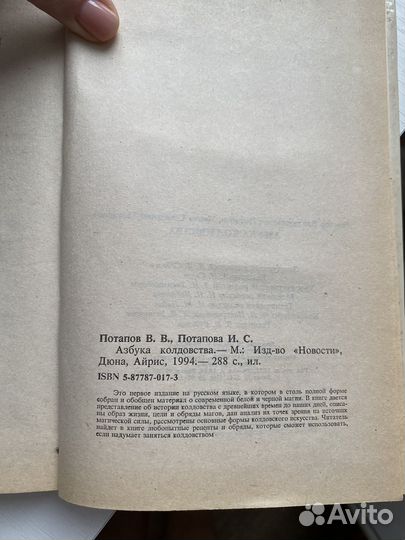 Потапов В. В., Потапова И. С.
Азбука колдовства.— М.: Изд-во «Новости»,
Дюна, Айрис, 1994.— 288 с., ил.
ISBN 5-87787-017-3
Это первое издание на русском языке, в котором в столь полной форме
собран и обобщен материал о современной белой и черной магии. В книге дается
представление об истории колдовства с древнейших времен до наших дней, описа-
ны образ жизни, цели и обряды магов, дан анализ их точек зрения на источник
магической силы, рассмотрены основные формы колдовского искусства. Читатель
найдет в книге любопытные рецепты и обряды, которые сможет использовать,
если надумает заняться колдовством
Avito